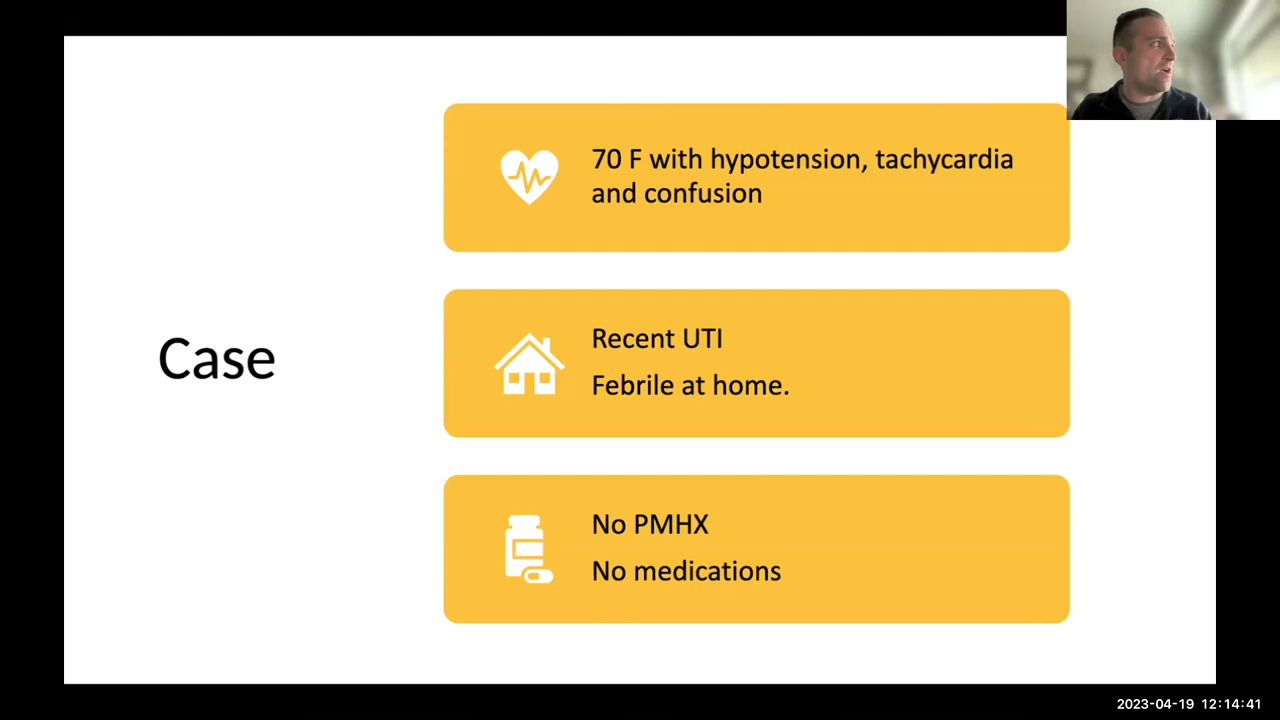 Case
70 F with hypotension, tachycardia
and confusion
Recent UTI
Febrile at home.
No PMHX
No medications
2023-04-19 12:14:41